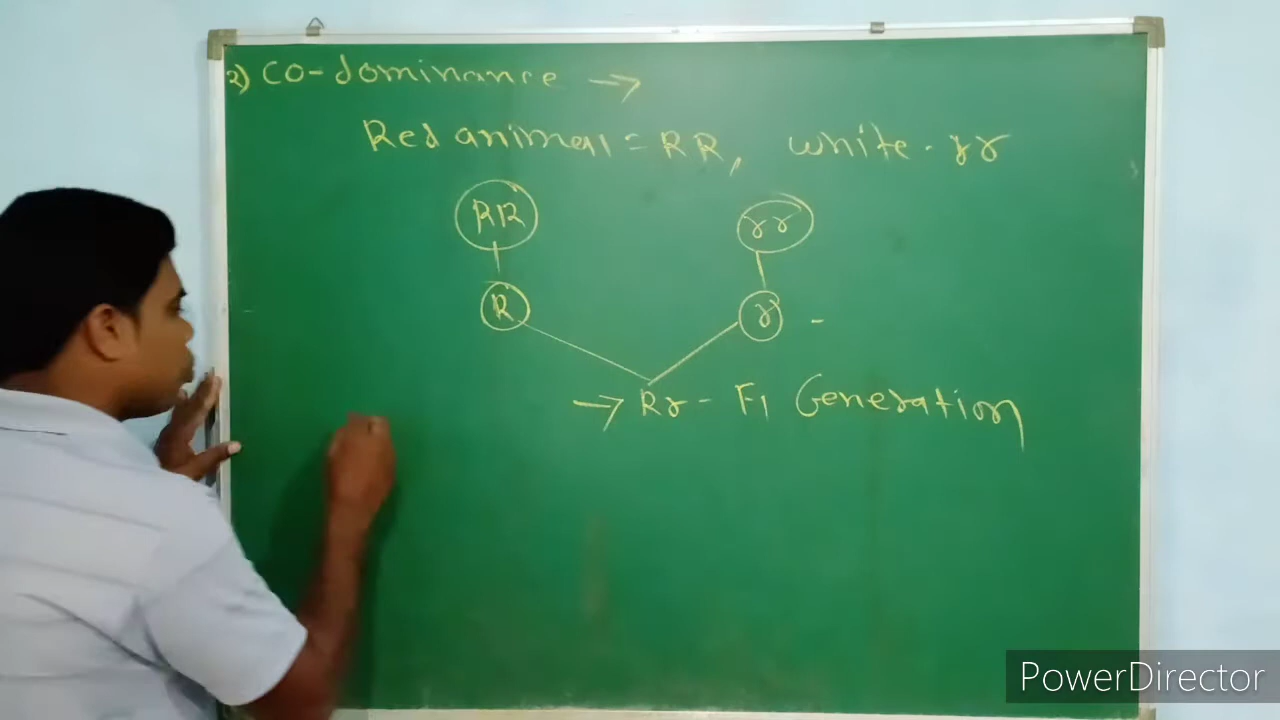 2) CO-dominance →
Red animal = RR, white - rr
RR rr
R r -
→ Rr - F1 Generation
PowerDirector